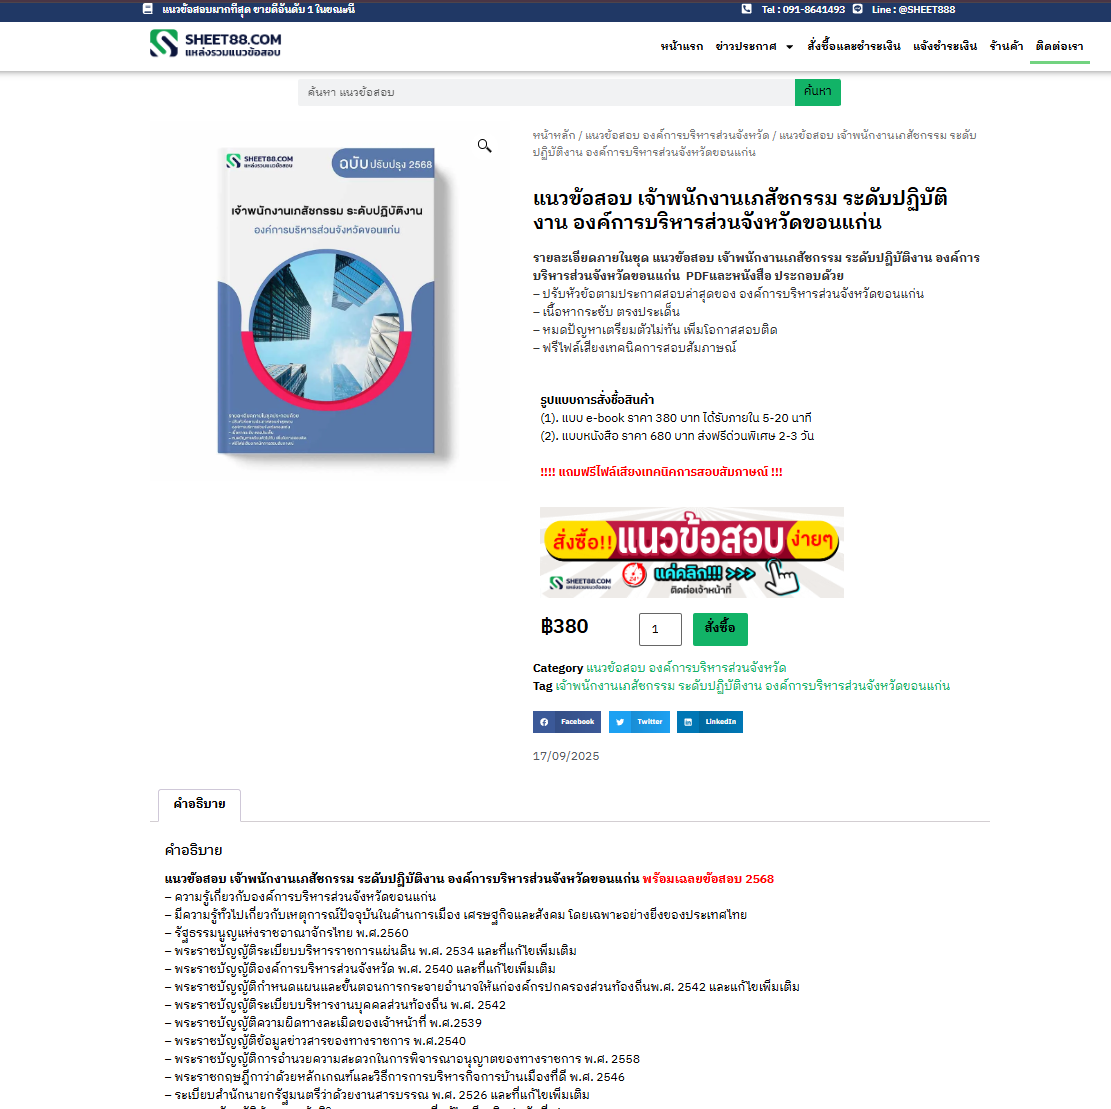 แนวข้อสอบมากที่สุด ขายดีอันดับ 1 ในขณะนี้
Tel : 091-8641493
Line : @SHEET888
SHEET88.COM
แหล่งรวมแนวข้อสอบ
หน้าแรก ข่าวประกาศ สั่งซื้อและชำระเงิน แจ้งชำระเงิน ร้านค้า ติดต่อเรา
ค้นหา แนวข้อสอบ
ค้นหา
SHEET88.COM
แหล่งรวมแนวข้อสอบ
ฉบับปรับปรุง 2568
เจ้าพนักงานเภสัชกรรม ระดับปฏิบัติงาน
องค์การบริหารส่วนจังหวัดขอนแก่น
หน้าหลัก / แนวข้อสอบ องค์การบริหารส่วนจังหวัด / แนวข้อสอบ เจ้าพนักงานเภสัชกรรม ระดับ
ปฏิบัติงาน องค์การบริหารส่วนจังหวัดขอนแก่น
แนวข้อสอบ เจ้าพนักงานเภสัชกรรม ระดับปฏิบัติ
งาน องค์การบริหารส่วนจังหวัดขอนแก่น
รายละเอียดภายในชุด แนวข้อสอบ เจ้าพนักงานเภสัชกรรม ระดับปฏิบัติงาน องค์การ
บริหารส่วนจังหวัดขอนแก่น PDFและหนังสือ ประกอบด้วย
– ปรับหัวข้อตามประกาศสอบล่าสุดของ องค์การบริหารส่วนจังหวัดขอนแก่น
– เนื้อหากระชับ ตรงประเด็น
– หมดปัญหาเตรียมตัวไม่ทัน เพิ่มโอกาสสอบติด
– ฟรีไฟล์เสียงเทคนิคการสอบสัมภาษณ์
รูปแบบการสั่งซื้อสินค้า
(1). แบบ e-book ราคา 380 บาท ได้รับภายใน 5-20 นาที
(2). แบบหนังสือ ราคา 680 บาท ส่งฟรีด่วนพิเศษ 2-3 วัน
!!!! แถมฟรีไฟล์เสียงเทคนิคการสอบสัมภาษณ์ !!!
สั่งซื้อ!! แนวข้อสอบ ง่ายๆ
SHEET88.COM
แหล่งรวมแนวข้อสอบ
24
แค่คลิก!!! >>>
ติดต่อเจ้าหน้าที่
฿380
1
สั่งซื้อ
Category แนวข้อสอบ องค์การบริหารส่วนจังหวัด
Tag เจ้าพนักงานเภสัชกรรม ระดับปฏิบัติงาน องค์การบริหารส่วนจังหวัดขอนแก่น
Facebook Twitter LinkedIn
17/09/2025
คำอธิบาย
คำอธิบาย
แนวข้อสอบ เจ้าพนักงานเภสัชกรรม ระดับปฏิบัติงาน องค์การบริหารส่วนจังหวัดขอนแก่น พร้อมเฉลยข้อสอบ 2568
– ความรู้เกี่ยวกับองค์การบริหารส่วนจังหวัดขอนแก่น
– มีความรู้ทั่วไปเกี่ยวกับเหตุการณ์ปัจจุบันในด้านการเมือง เศรษฐกิจและสังคม โดยเฉพาะอย่างยิ่งของประเทศไทย
– รัฐธรรมนูญแห่งราชอาณาจักรไทย พ.ศ.2560
– พระราชบัญญัติระเบียบบริหารราชการแผ่นดิน พ.ศ. 2534 และที่แก้ไขเพิ่มเติม
– พระราชบัญญัติองค์การบริหารส่วนจังหวัด พ.ศ. 2540 และที่แก้ไขเพิ่มเติม
– พระราชบัญญัติกำหนดแผนและขั้นตอนการกระจายอำนาจให้แก่องค์กรปกครองส่วนท้องถิ่นพ.ศ. 2542 และแก้ไขเพิ่มเติม
– พระราชบัญญัติระเบียบบริหารงานบุคคลส่วนท้องถิ่น พ.ศ. 2542
– พระราชบัญญัติความผิดทางละเมิดของเจ้าหน้าที่ พ.ศ.2539
– พระราชบัญญัติข้อมูลข่าวสารของทางราชการ พ.ศ.2540
– พระราชบัญญัติการอำนวยความสะดวกในการพิจารณาอนุญาตของทางราชการ พ.ศ. 2558
– พระราชกฤษฎีกาว่าด้วยหลักเกณฑ์และวิธีการการบริหารกิจการบ้านเมืองที่ดี พ.ศ. 2546
– ระเบียบสำนักนายกรัฐมนตรีว่าด้วยงานสารบรรณ พ.ศ. 2526 และที่แก้ไขเพิ่มเติม